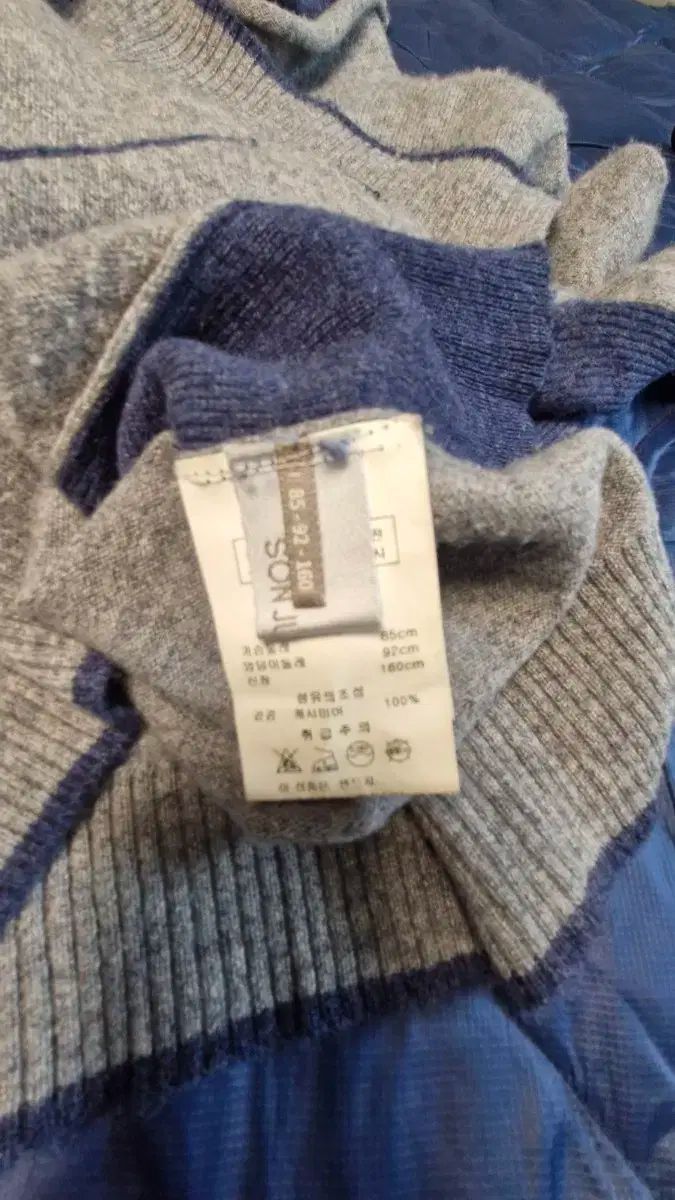 85 - 92 - 160
SON JU
가슴둘레 85cm
엉덩이둘레 92cm
신장 160cm
섬유의조성
겉감 캐시미어 100%
취급주의